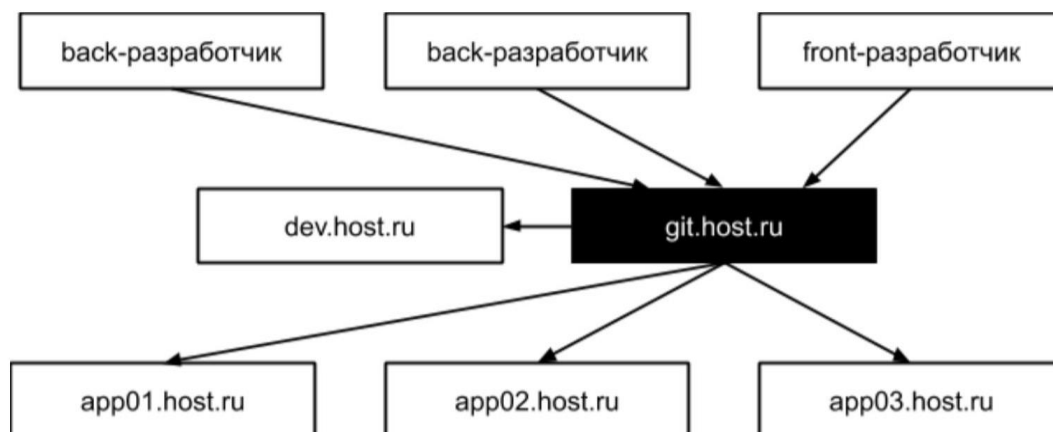 back-разработчик
back-разработчик
front-разработчик
dev.host.ru
git.host.ru
app01.host.ru
app02.host.ru
app03.host.ru